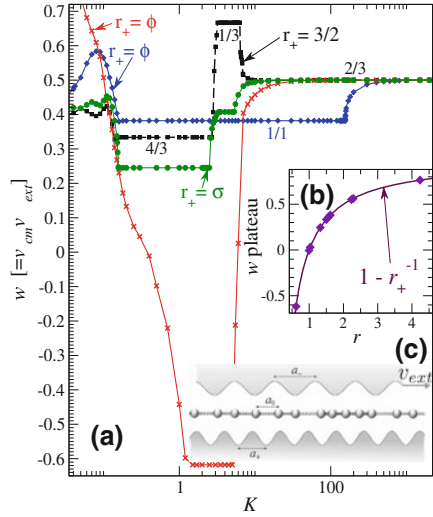 (a)
w [=v_cm v_ext]
0.6
0.5
0.4
0.3
0.2
0.1
0
-0.1
-0.2
-0.3
-0.4
-0.5
-0.6
1
10
100
1000
K
r₊ = ϕ
r₊ = ϕ
1/3
r₊ = 3/2
2/3
4/3
1/1
r₊ = σ
(b)
w plateau
0.5
0
-0.5
1
2
3
4
r
1 - r₊⁻¹
(c)
a₋
v_ext
a₀
a₊